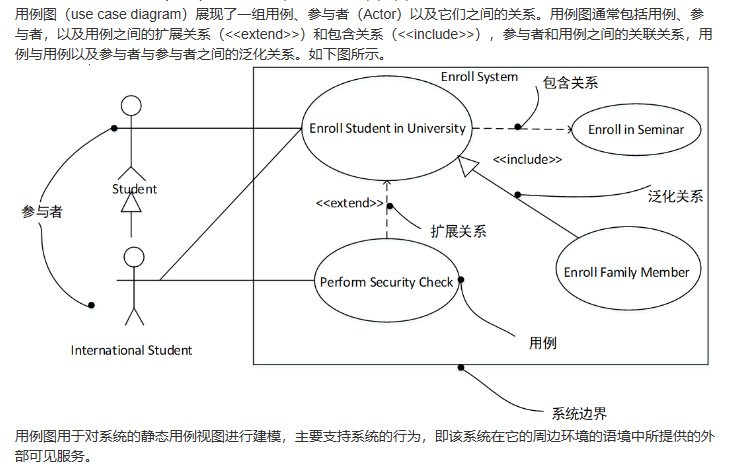 用例图（use case diagram）展现了一组用例、参与者（Actor）以及它们之间的关系。用例图通常包括用例、参
与者，以及用例之间的扩展关系（<<extend>>）和包含关系（<<include>>），参与者和用例之间的关联关系，用
例与用例以及参与者与参与者之间的泛化关系。如下图所示。
Enroll System
包含关系
Enroll Student in University
Enroll in Seminar
<<include>>
Student
泛化关系
<<extend>>
参与者
扩展关系
Enroll Family Member
Perform Security Check
用例
International Student
系统边界
用例图用于对系统的静态用例视图进行建模，主要支持系统的行为，即该系统在它的周边环境的语境中所提供的外
部可见服务。